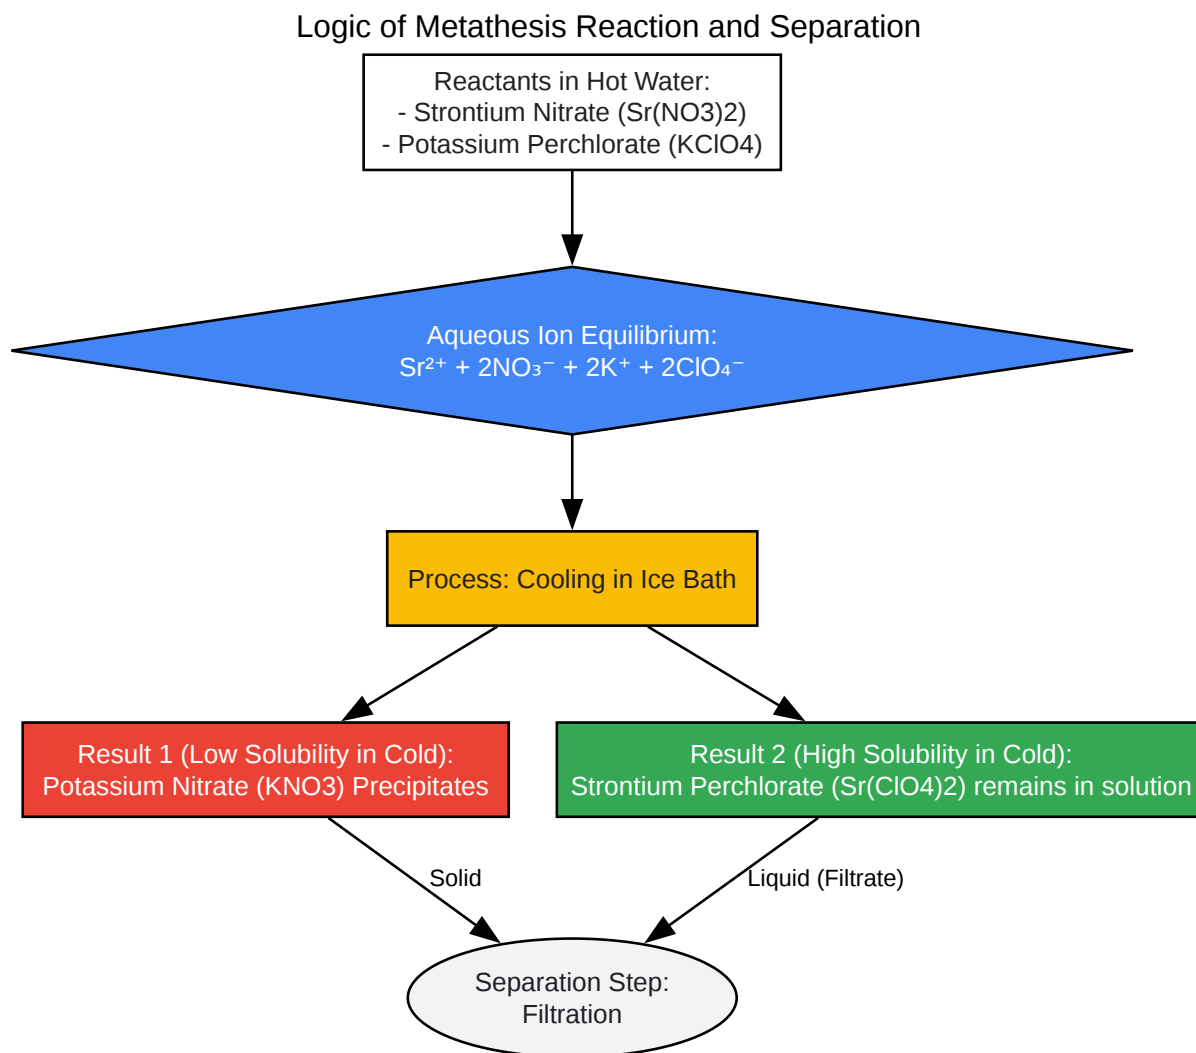 Logic of Metathesis Reaction and Separation
Reactants in Hot Water:
- Strontium Nitrate (Sr(NO3)2)
- Potassium Perchlorate (KClO4)
Aqueous Ion Equilibrium:
Sr²⁺ + 2NO₃⁻ + 2K⁺ + 2ClO₄⁻
Process: Cooling in Ice Bath
Result 1 (Low Solubility in Cold):
Potassium Nitrate (KNO3) Precipitates
Result 2 (High Solubility in Cold):
Strontium Perchlorate (Sr(ClO4)2) remains in solution
Solid
Liquid (Filtrate)
Separation Step:
Filtration